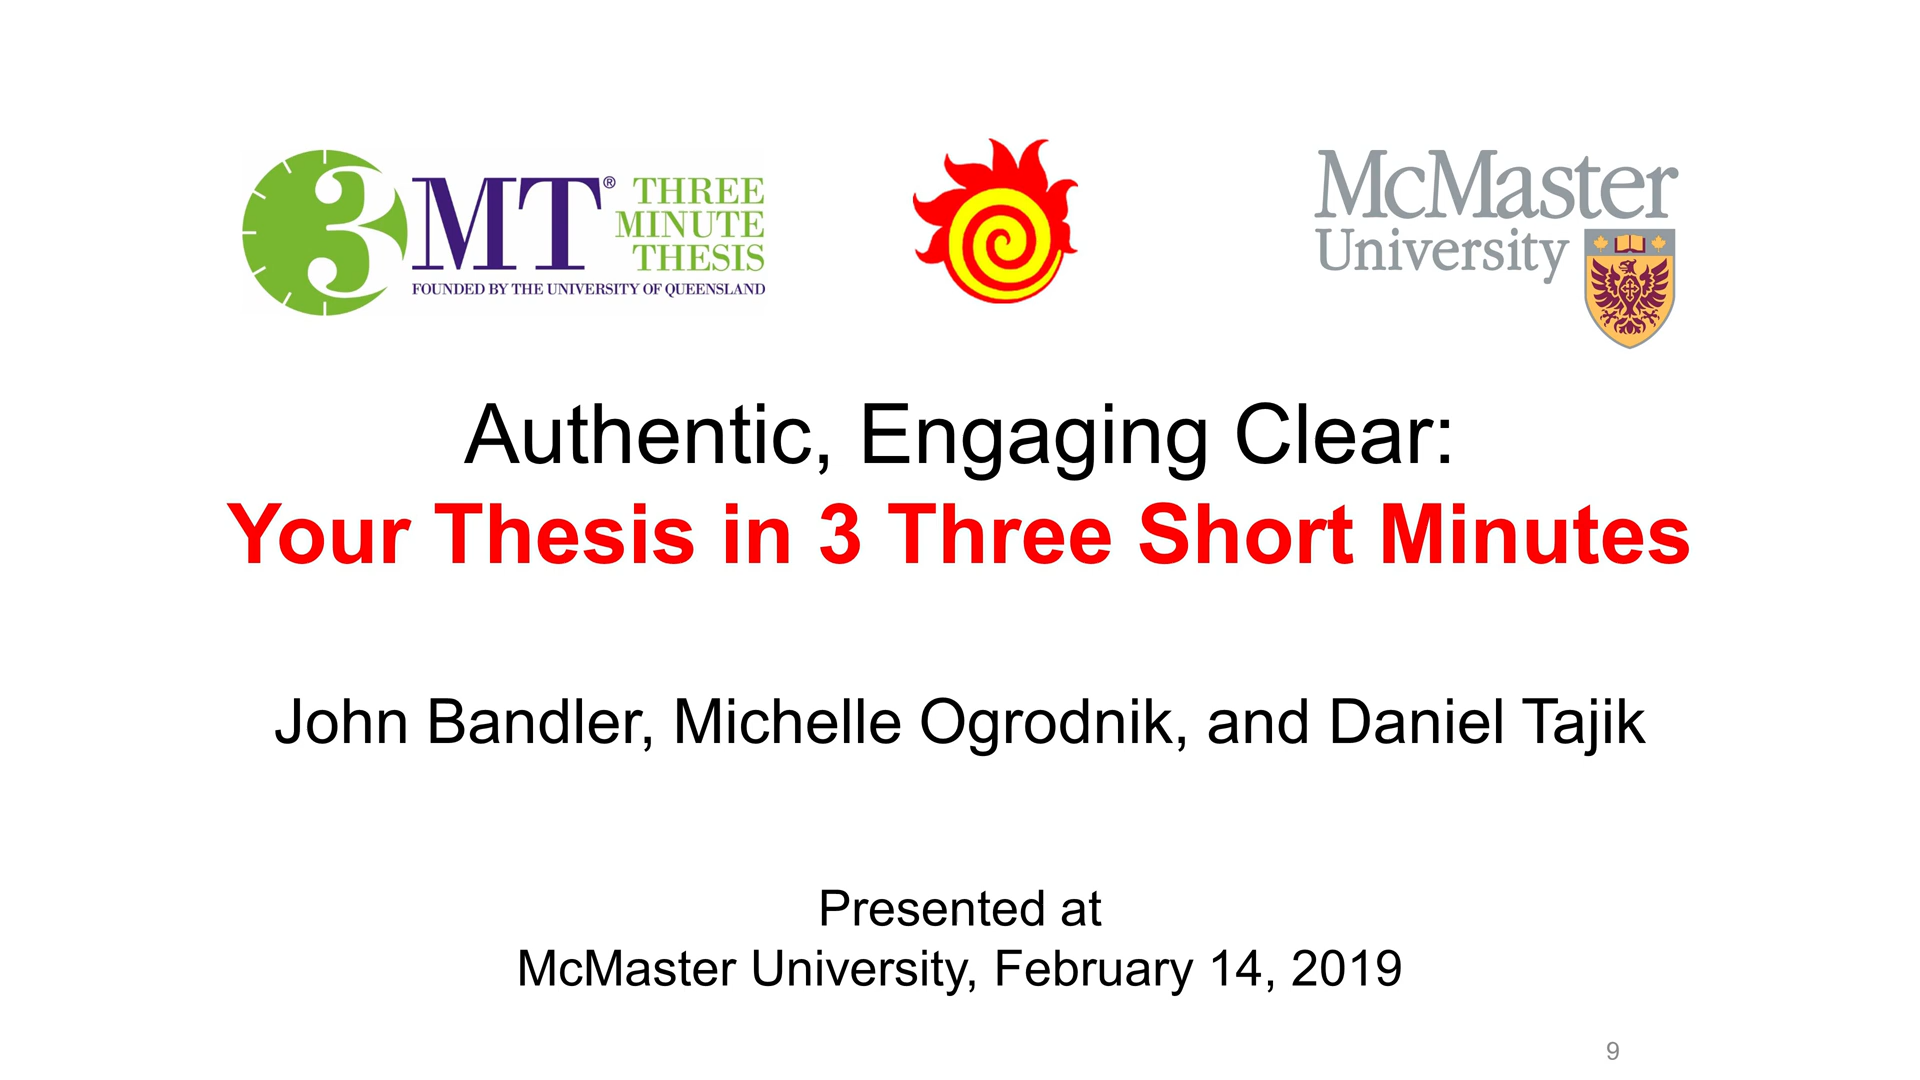 3MT® THREE
MINUTE
THESIS
FOUNDED BY THE UNIVERSITY OF QUEENSLAND
McMaster
University
Authentic, Engaging Clear:
Your Thesis in 3 Three Short Minutes
John Bandler, Michelle Ogrodnik, and Daniel Tajik
Presented at
McMaster University, February 14, 2019
9